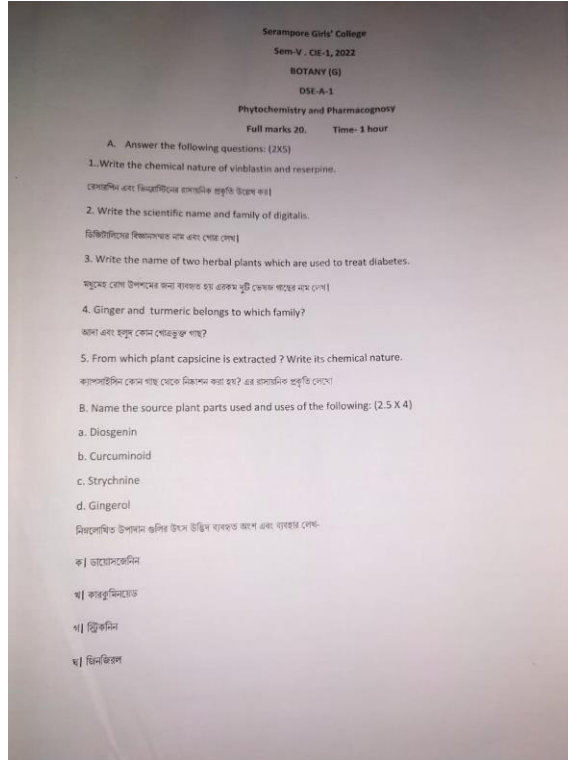 Serampore Girls' College
Sem-V . CIE-1, 2022
BOTANY (G)
DSE-A-1
Phytochemistry and Pharmacognosy
Full marks 20. Time- 1 hour
A. Answer the following questions: (2X5)
1..Write the chemical nature of vinblastin and reserpine.
রেসারপিন এবং ভিনব্লাস্টিনের রাসায়নিক প্রকৃতি উল্লেখ কর|
2. Write the scientific name and family of digitalis.
ডিজিটালিসের বিজ্ঞানসম্মত নাম এবং গোত্র লেখ|
3. Write the name of two herbal plants which are used to treat diabetes.
মধুমেহ রোগ উপশমের জন্য ব্যবহৃত হয় এরকম দুটি ভেষজ গাছের নাম লেখ|
4. Ginger and turmeric belongs to which family?
আদা এবং হলুদ কোন গোত্রভুক্ত গাছ?
5. From which plant capsicine is extracted ? Write its chemical nature.
ক্যাপসাইসিন কোন গাছ থেকে নিষ্কাশন করা হয়? এর রাসায়নিক প্রকৃতি লেখো
B. Name the source plant parts used and uses of the following: (2.5 X 4)
a. Diosgenin
b. Curcuminoid
c. Strychnine
d. Gingerol
নিম্নলোখিত উপাদান গুলির উৎস উদ্ভিদ ব্যবহৃত অংশ এবং ব্যবহার লেখ-
ক| ডায়োসজেনিন
খ| কারকুমিনয়েড
গ| স্ট্রিকনিন
ঘ| জিনজিরল